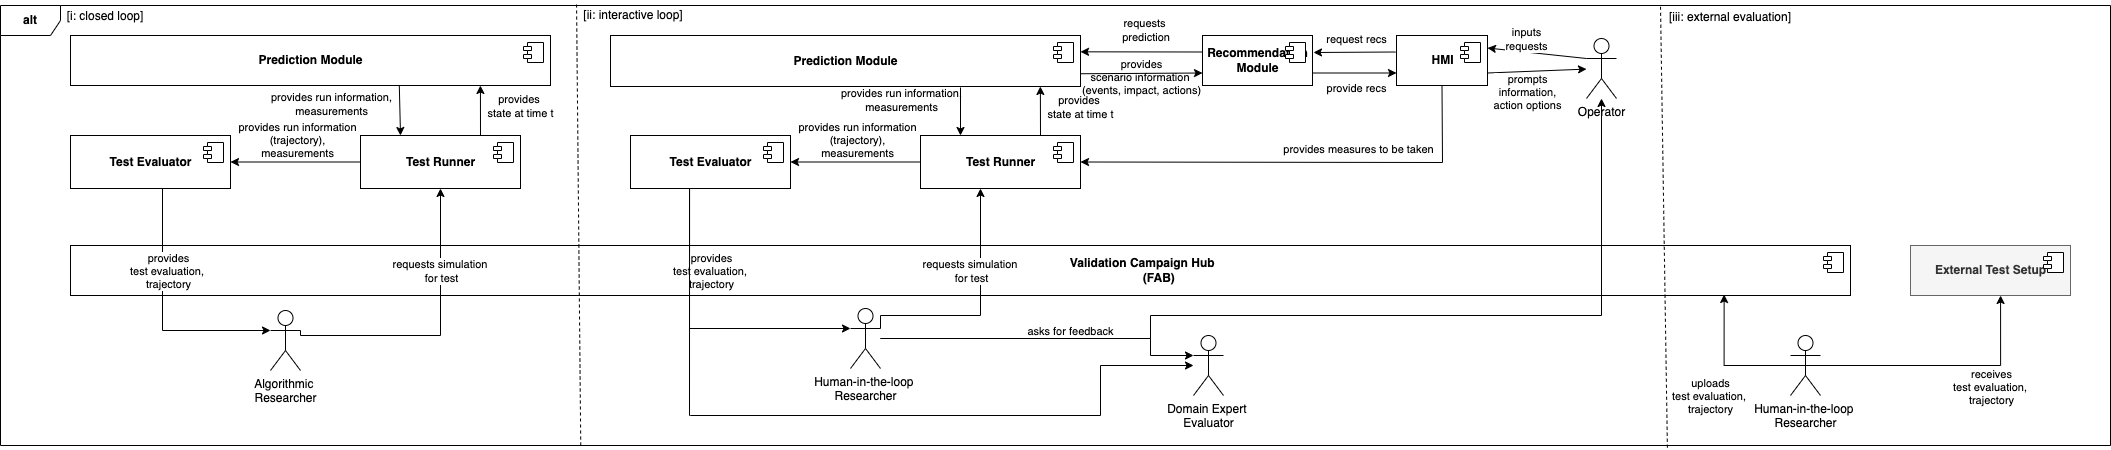 alt
[i: closed loop]
Prediction Module
provides run information,
measurements
provides
state at time t
Test Evaluator
provides run information
(trajectory),
measurements
Test Runner
provides
test evaluation,
trajectory
requests simulation
for test
Algorithmic
Researcher
[ii: interactive loop]
Prediction Module
requests
prediction
provides
scenario information
(events, impact, actions)
Module
request recs
provide recs
HMI
inputs
requests
prompts
information,
action options
Operator
provides run information
measurements
provides
state at time t
Test Evaluator
provides run information
(trajectory),
measurements
Test Runner
provides measures to be taken
provides
test evaluation,
trajectory
requests simulation
for test
Validation Campaign Hub
(FAB)
Human-in-the-loop
Researcher
asks for feedback
Domain Expert
Evaluator
[iii: external evaluation]
External Test Setup
uploads
test evaluation,
trajectory
Human-in-the-loop
Researcher
receives
test evaluation,
trajectory